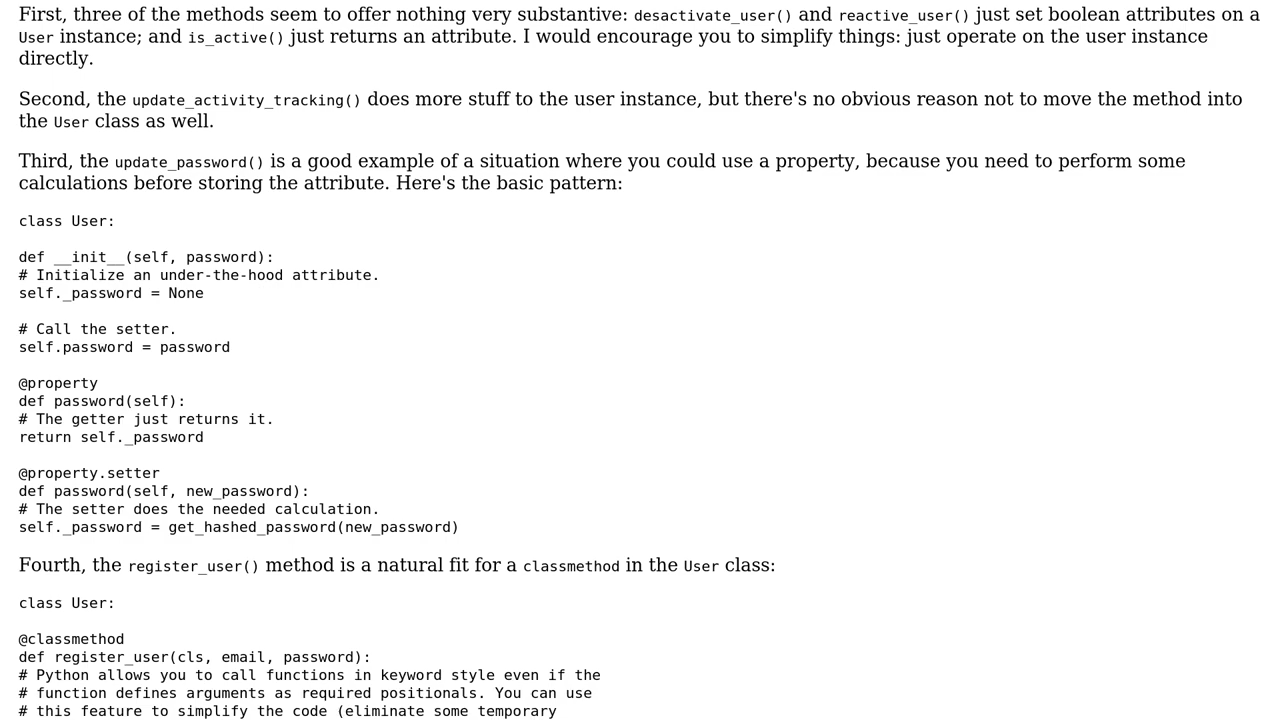 First, three of the methods seem to offer nothing very substantive: desactivate_user() and reactive_user() just set boolean attributes on a
User instance; and is_active() just returns an attribute. I would encourage you to simplify things: just operate on the user instance
directly.
Second, the update_activity_tracking() does more stuff to the user instance, but there's no obvious reason not to move the method into
the User class as well.
Third, the update_password() is a good example of a situation where you could use a property, because you need to perform some
calculations before storing the attribute. Here's the basic pattern:
class User:
def __init__(self, password):
# Initialize an under-the-hood attribute.
self._password = None
# Call the setter.
self.password = password
@property
def password(self):
# The getter just returns it.
return self._password
@property.setter
def password(self, new_password):
# The setter does the needed calculation.
self._password = get_hashed_password(new_password)
Fourth, the register_user() method is a natural fit for a classmethod in the User class:
class User:
@classmethod
def register_user(cls, email, password):
# Python allows you to call functions in keyword style even if the
# function defines arguments as required positionals. You can use
# this feature to simplify the code (eliminate some temporary